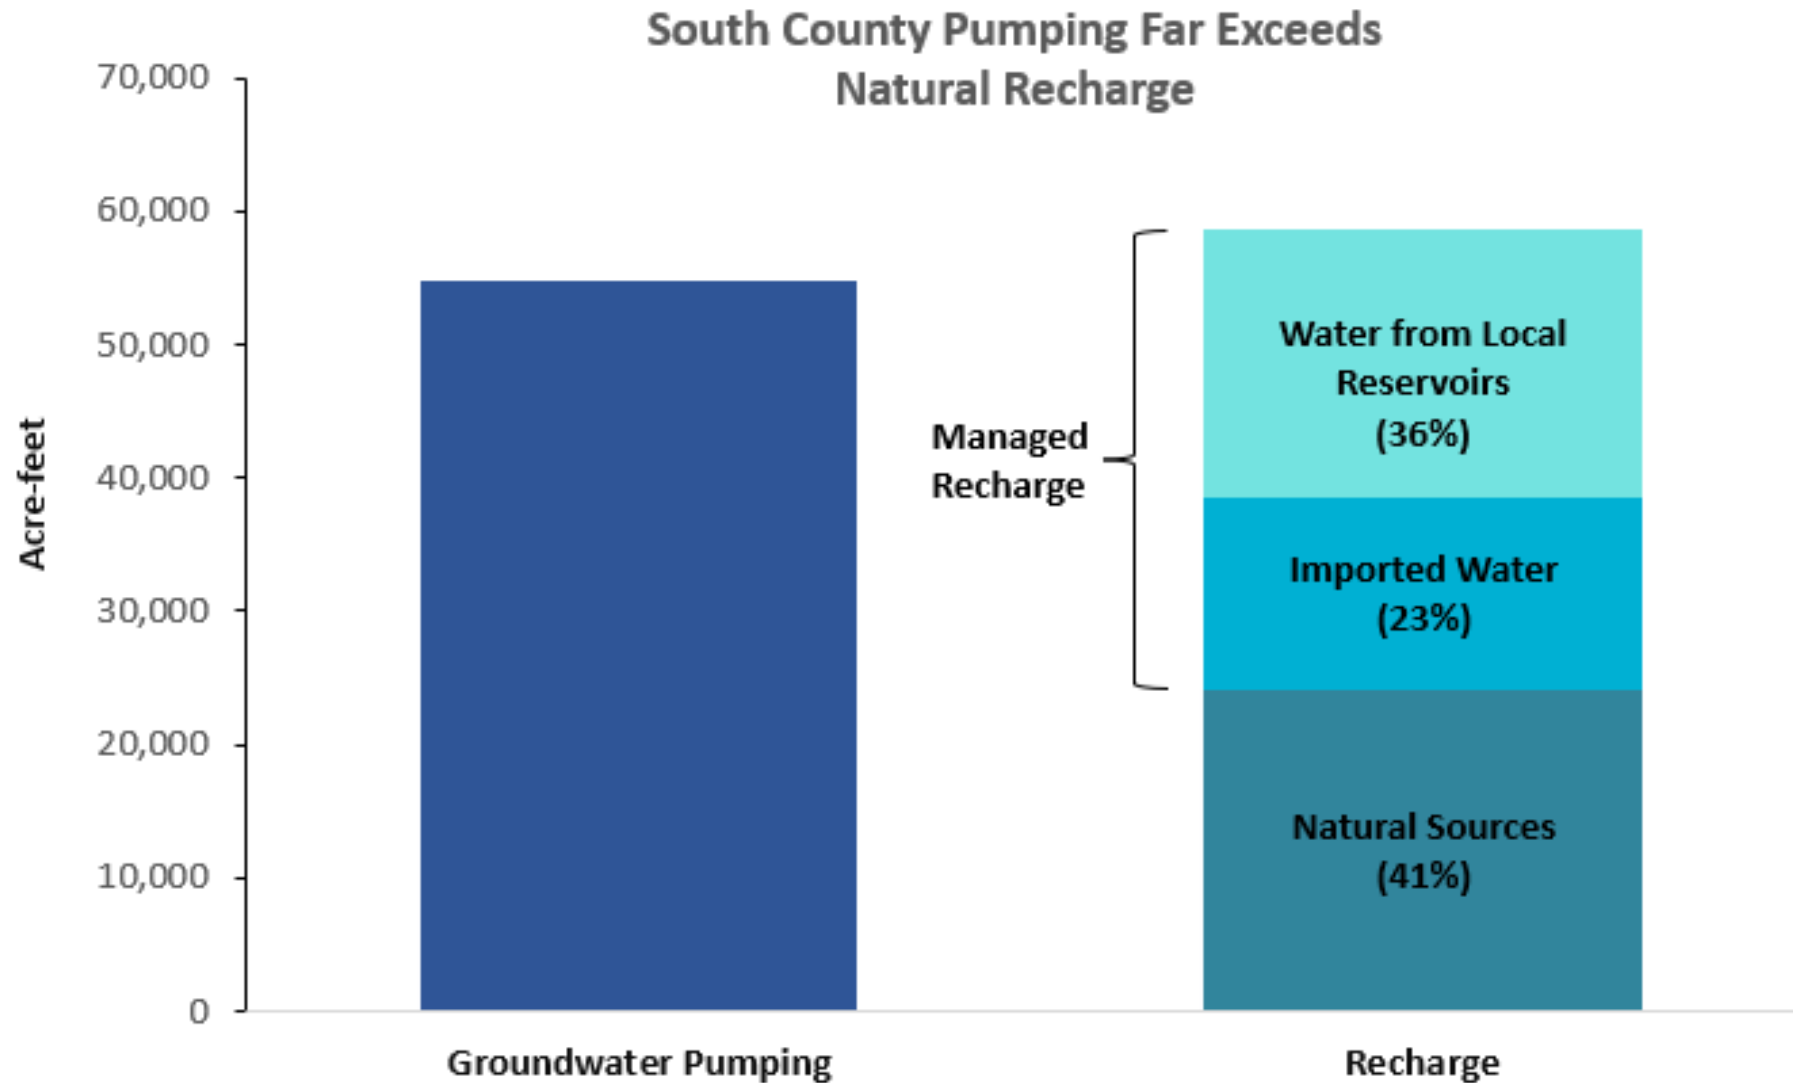 South County Pumping Far Exceeds
Natural Recharge
70,000
60,000
50,000
40,000
30,000
20,000
10,000
0
Acre-feet
Managed
Recharge
Water from Local
Reservoirs
(36%)
Imported Water
(23%)
Natural Sources
(41%)
Groundwater Pumping
Recharge